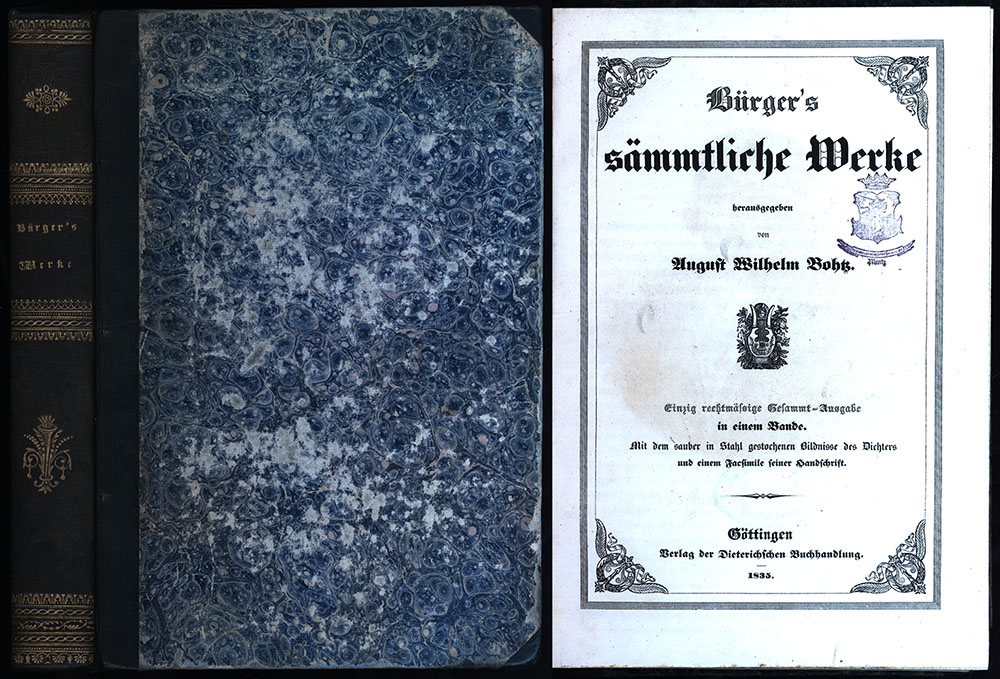 Bürger's
Werke
Bürger's
sämmtliche Werke
herausgegeben
von
August Wilhelm Bohtz.
Einzig rechtmäßige Gesammt-Ausgabe
in einem Bande.
Mit dem sauber in Stahl gestochenen Bildnisse des Dichters
und einem Facsimile seiner Handschrift.
Göttingen
Verlag der Dieterichschen Buchhandlung.
1835.